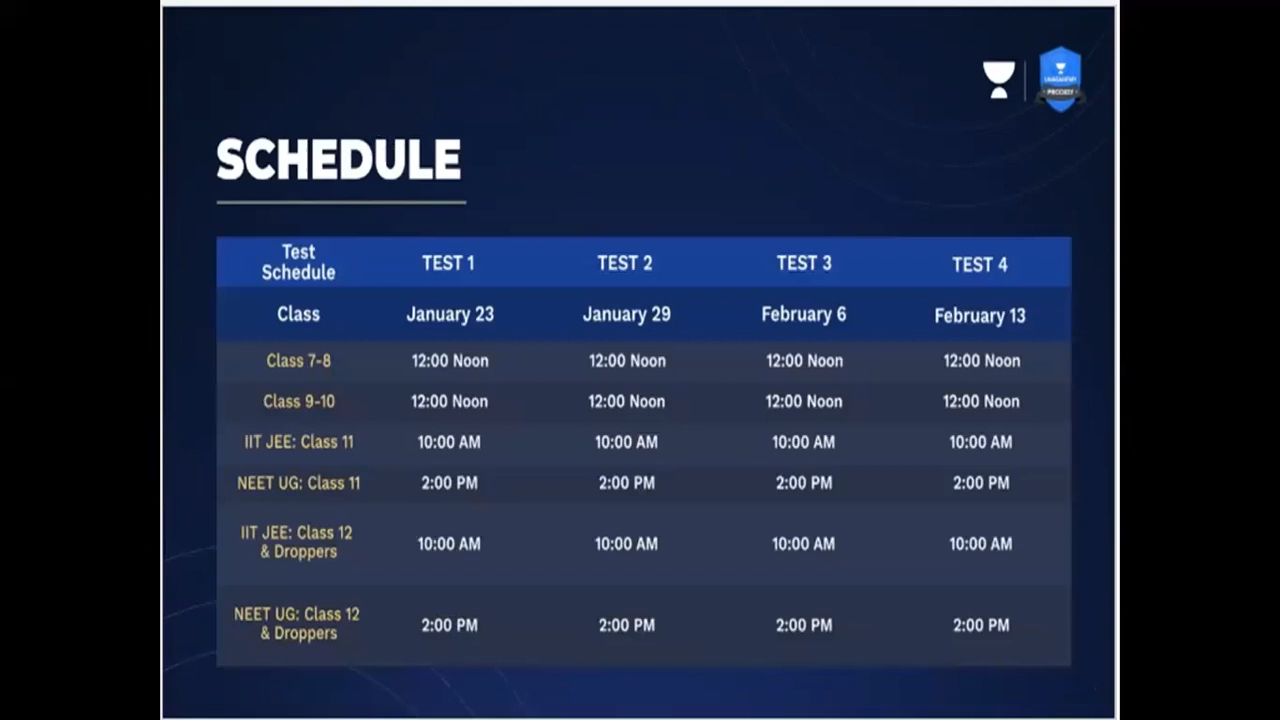 UNACADEMY
PRODIGY
SCHEDULE
Test
Schedule
TEST 1
TEST 2
TEST 3
TEST 4
Class
January 23
January 29
February 6
February 13
Class 7-8
12:00 Noon
12:00 Noon
12:00 Noon
12:00 Noon
Class 9-10
12:00 Noon
12:00 Noon
12:00 Noon
12:00 Noon
IIT JEE: Class 11
10:00 AM
10:00 AM
10:00 AM
10:00 AM
NEET UG: Class 11
2:00 PM
2:00 PM
2:00 PM
2:00 PM
IIT JEE: Class 12
& Droppers
10:00 AM
10:00 AM
10:00 AM
10:00 AM
NEET UG: Class 12
& Droppers
2:00 PM
2:00 PM
2:00 PM
2:00 PM